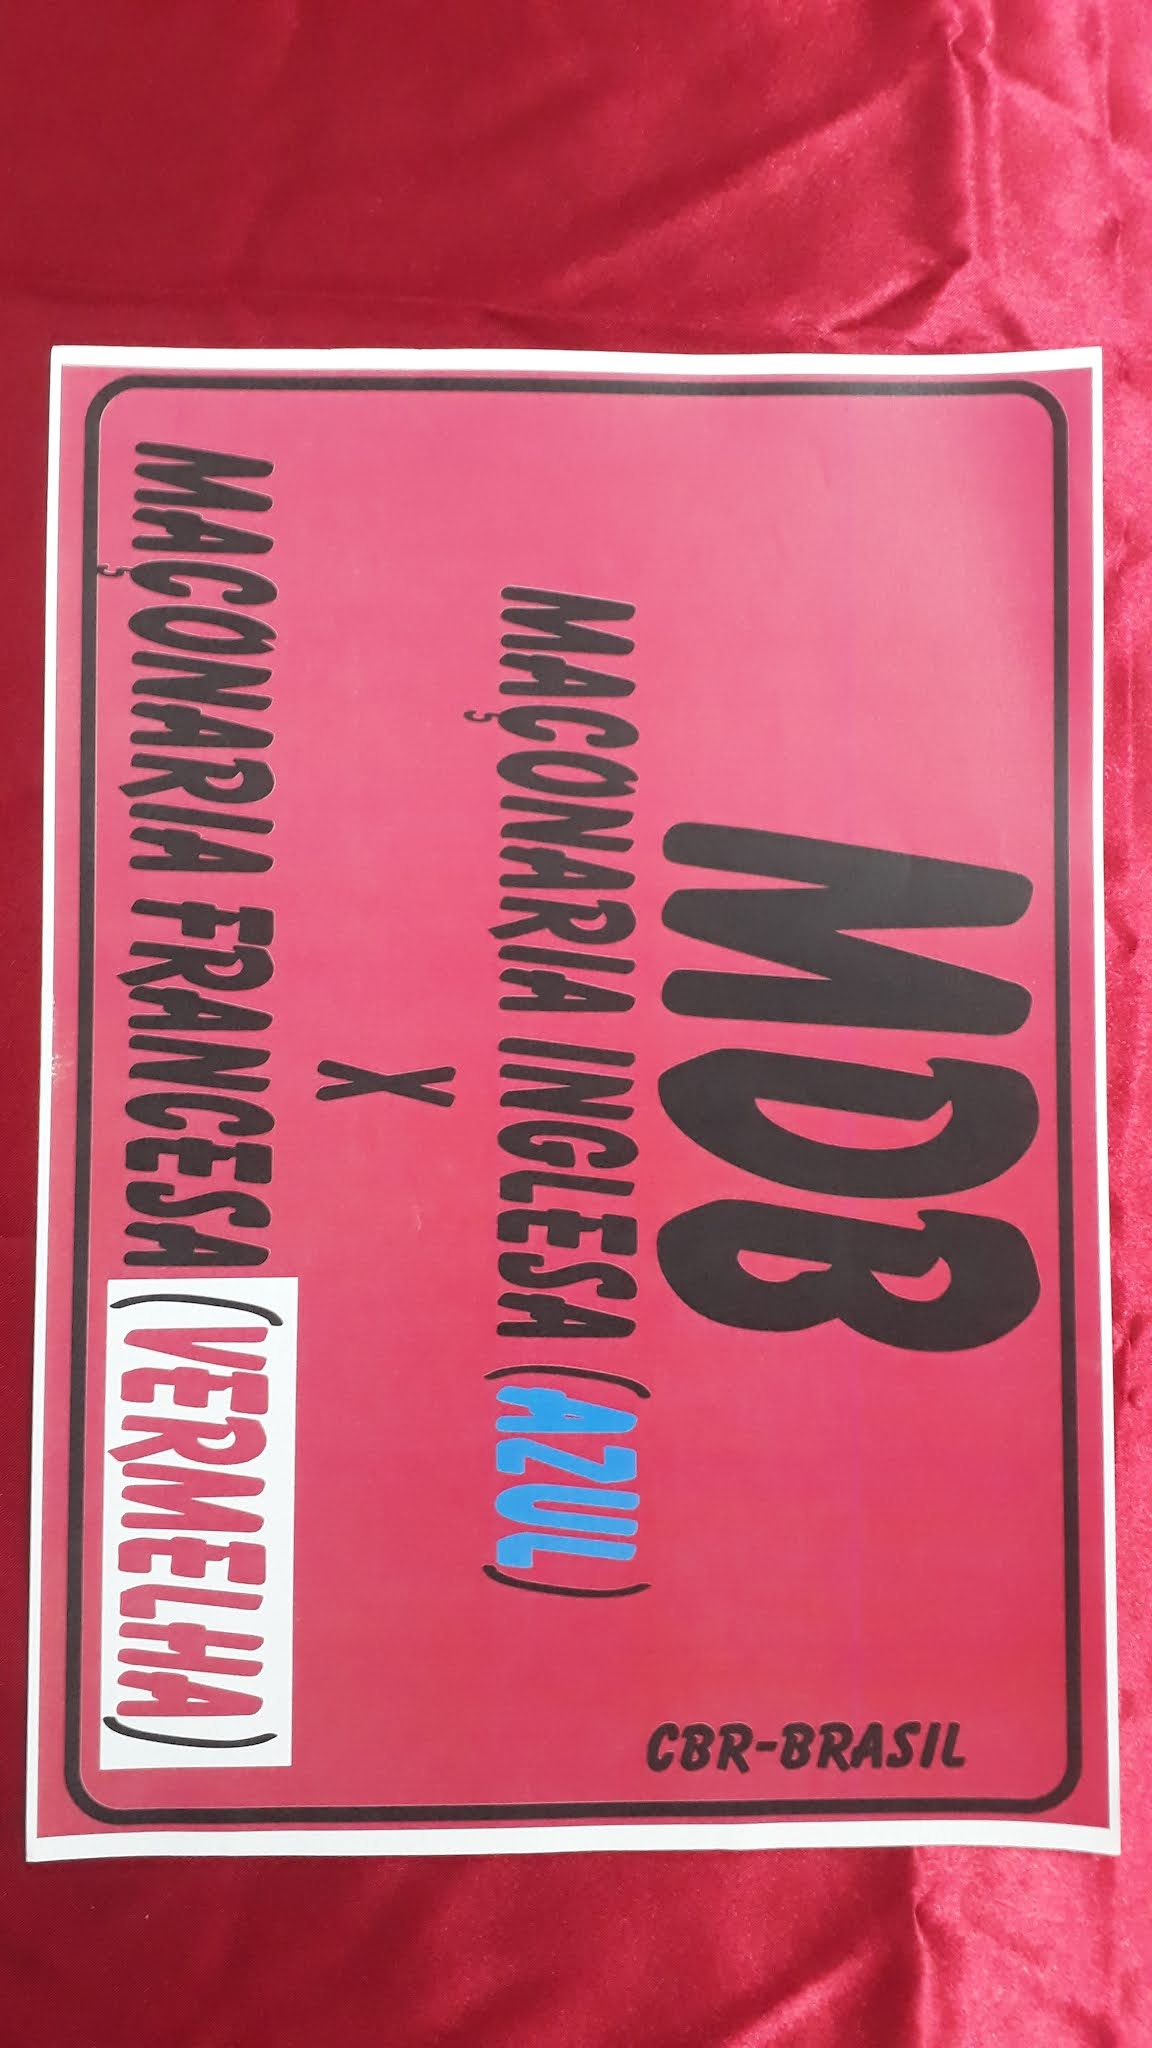 MDB
MAÇONARIA INGLESA (AZUL)
X
MAÇONARIA FRANCESA (VERMELHA)
CBR-BRASIL